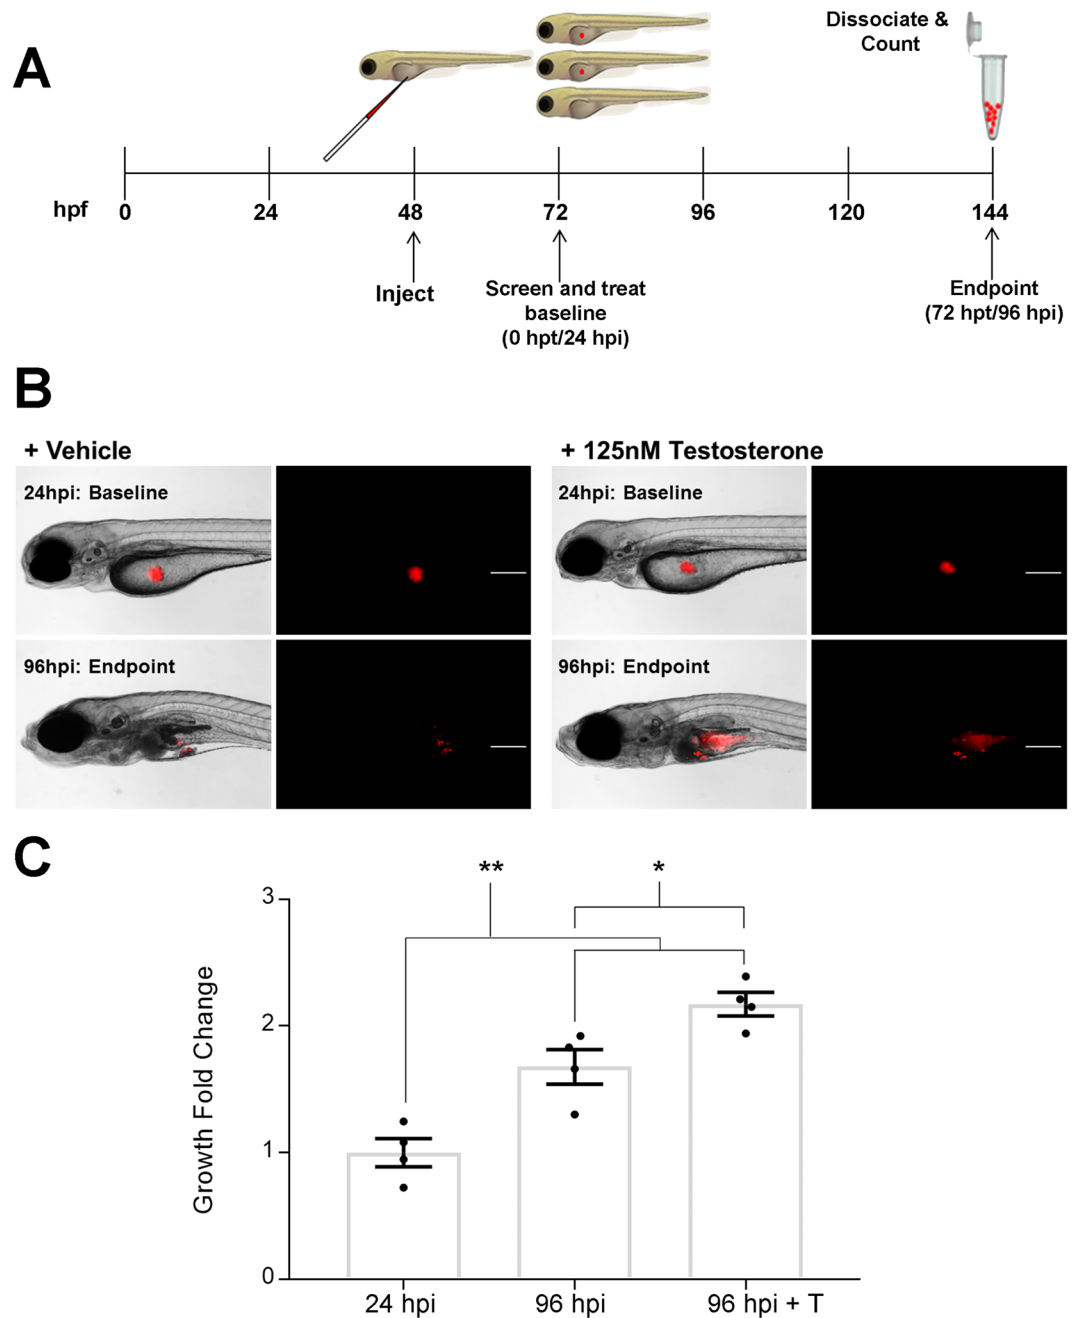 A
Dissociate &
Count
hpf
0 24 48 72 96 120 144
Inject
Screen and treat
baseline
(0 hpt/24 hpi)
Endpoint
(72 hpt/96 hpi)
B
+ Vehicle
+ 125nM Testosterone
24hpi: Baseline
24hpi: Baseline
96hpi: Endpoint
96hpi: Endpoint
C
** *
Growth Fold Change
3
2
1
0
24 hpi 96 hpi 96 hpi + T